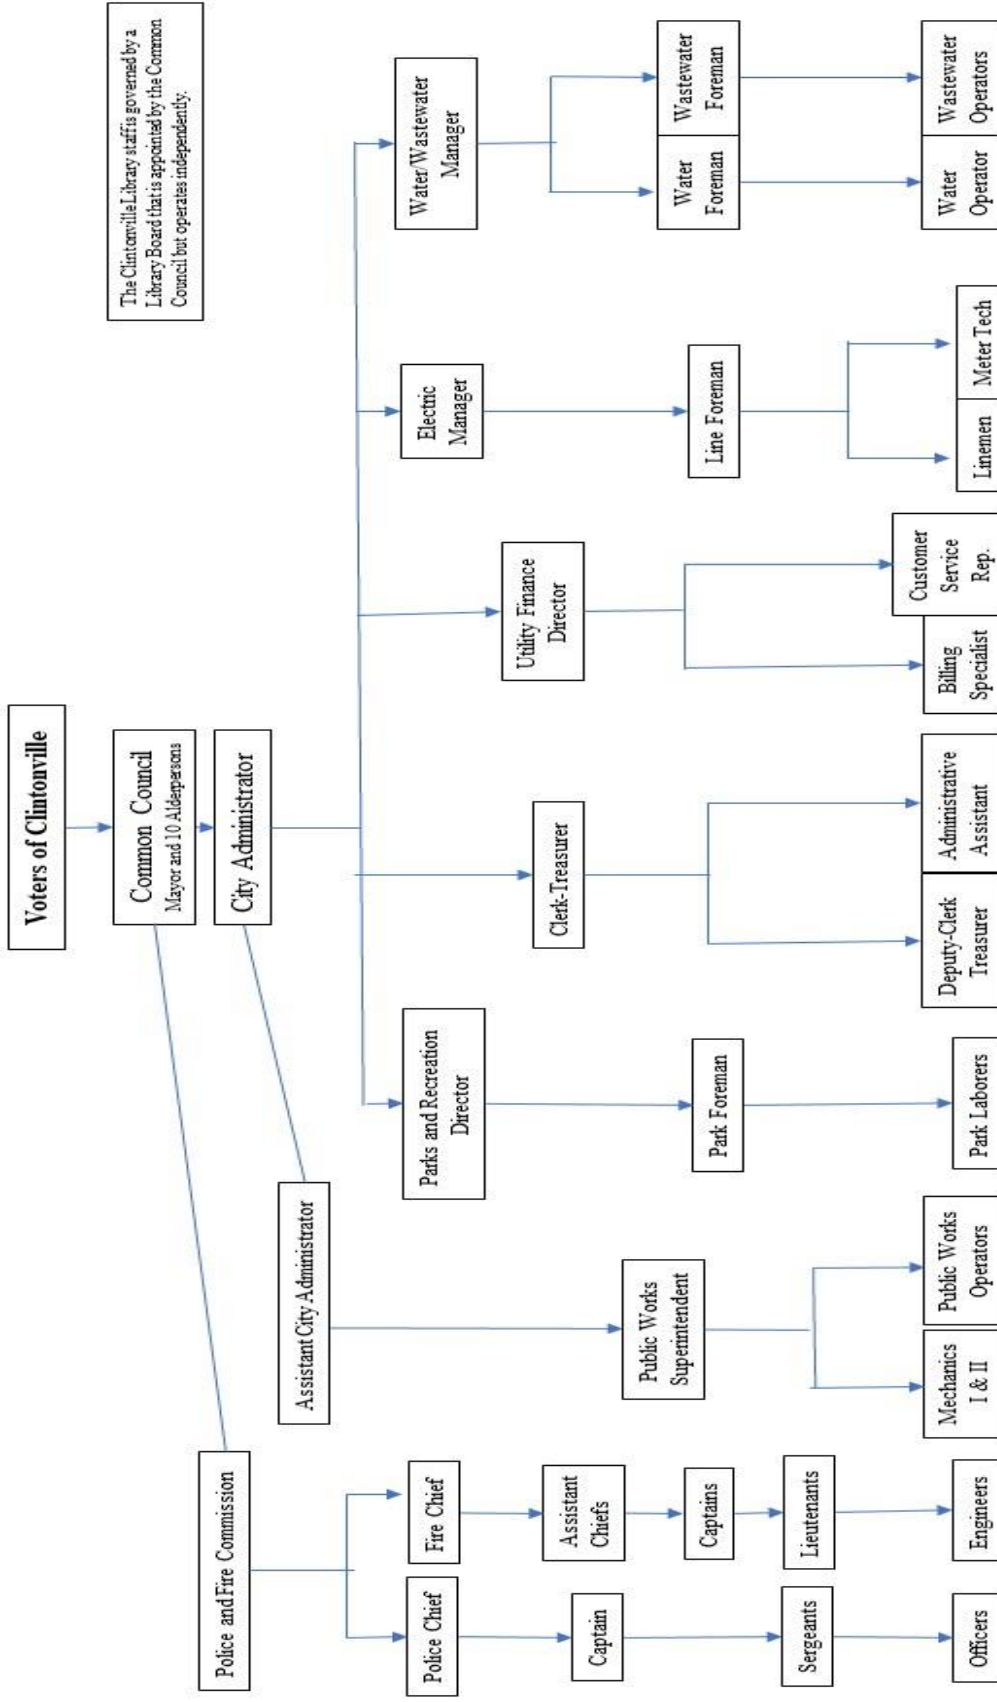 Voters of Clintonville
The Clintonville Library staff is governed by a
Library Board that is appointed by the Common
Council but operates independently.
Common Council
Mayor and 10 Alderpersons
City Administrator
Police and Fire Commission
Assistant City Administrator
Police Chief
Fire Chief
Parks and Recreation
Director
Clerk-Treasurer
Utility Finance
Director
Electric
Manager
Water/Wastewater
Manager
Captain
Assistant
Chiefs
Captains
Public Works
Superintendent
Park Foreman
Line Foreman
Water
Foreman
Wastewater
Foreman
Sergeants
Lieutenants
Officers
Engineers
Mechanics
I & II
Public Works
Operators
Park Laborers
Deputy-Clerk
Treasurer
Administrative
Assistant
Billing
Specialist
Customer
Service
Rep.
Linemen
Meter Tech
Water
Operator
Wastewater
Operators